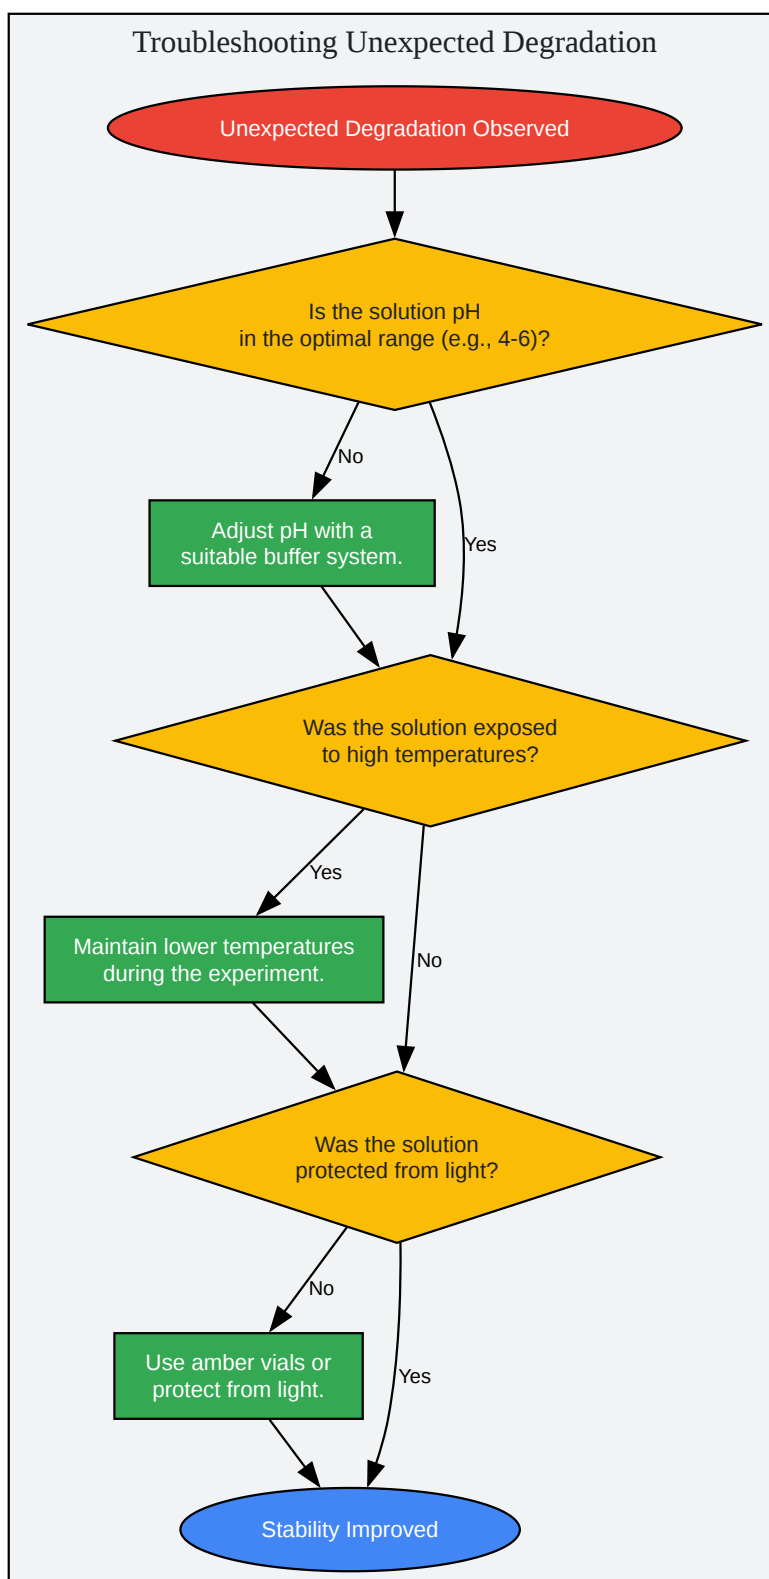 Troubleshooting Unexpected Degradation
Unexpected Degradation Observed
Is the solution pH
in the optimal range (e.g., 4-6)?
No
Adjust pH with a
suitable buffer system.
Yes
Was the solution exposed
to high temperatures?
Yes
Maintain lower temperatures
during the experiment.
No
Was the solution
protected from light?
No
Use amber vials or
protect from light.
Yes
Stability Improved